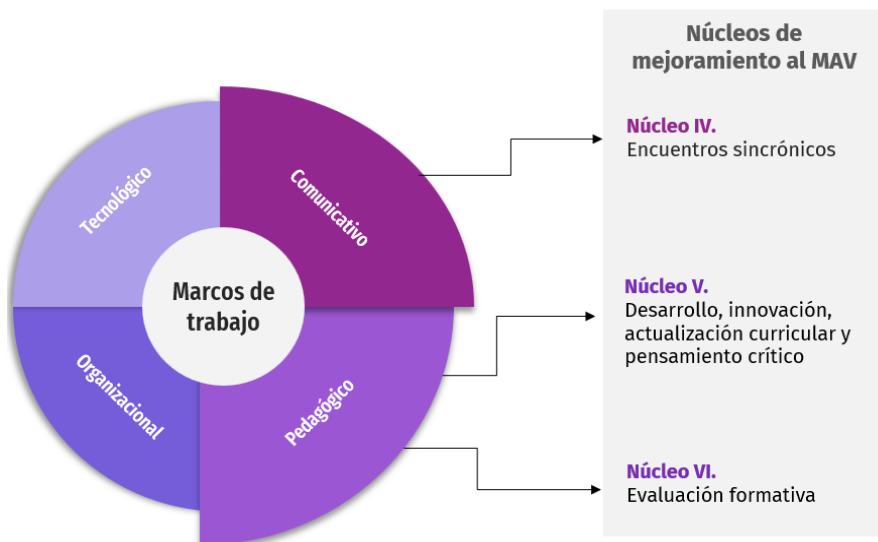 Núcleos de
mejoramiento al MAV
Núcleo IV.
Encuentros sincrónicos
Núcleo V.
Desarrollo, innovación,
actualización curricular y
pensamiento crítico
Núcleo VI.
Evaluación formativa
Tecnológico
Comunicativo
Marcos de
trabajo
Organizacional
Pedagógico